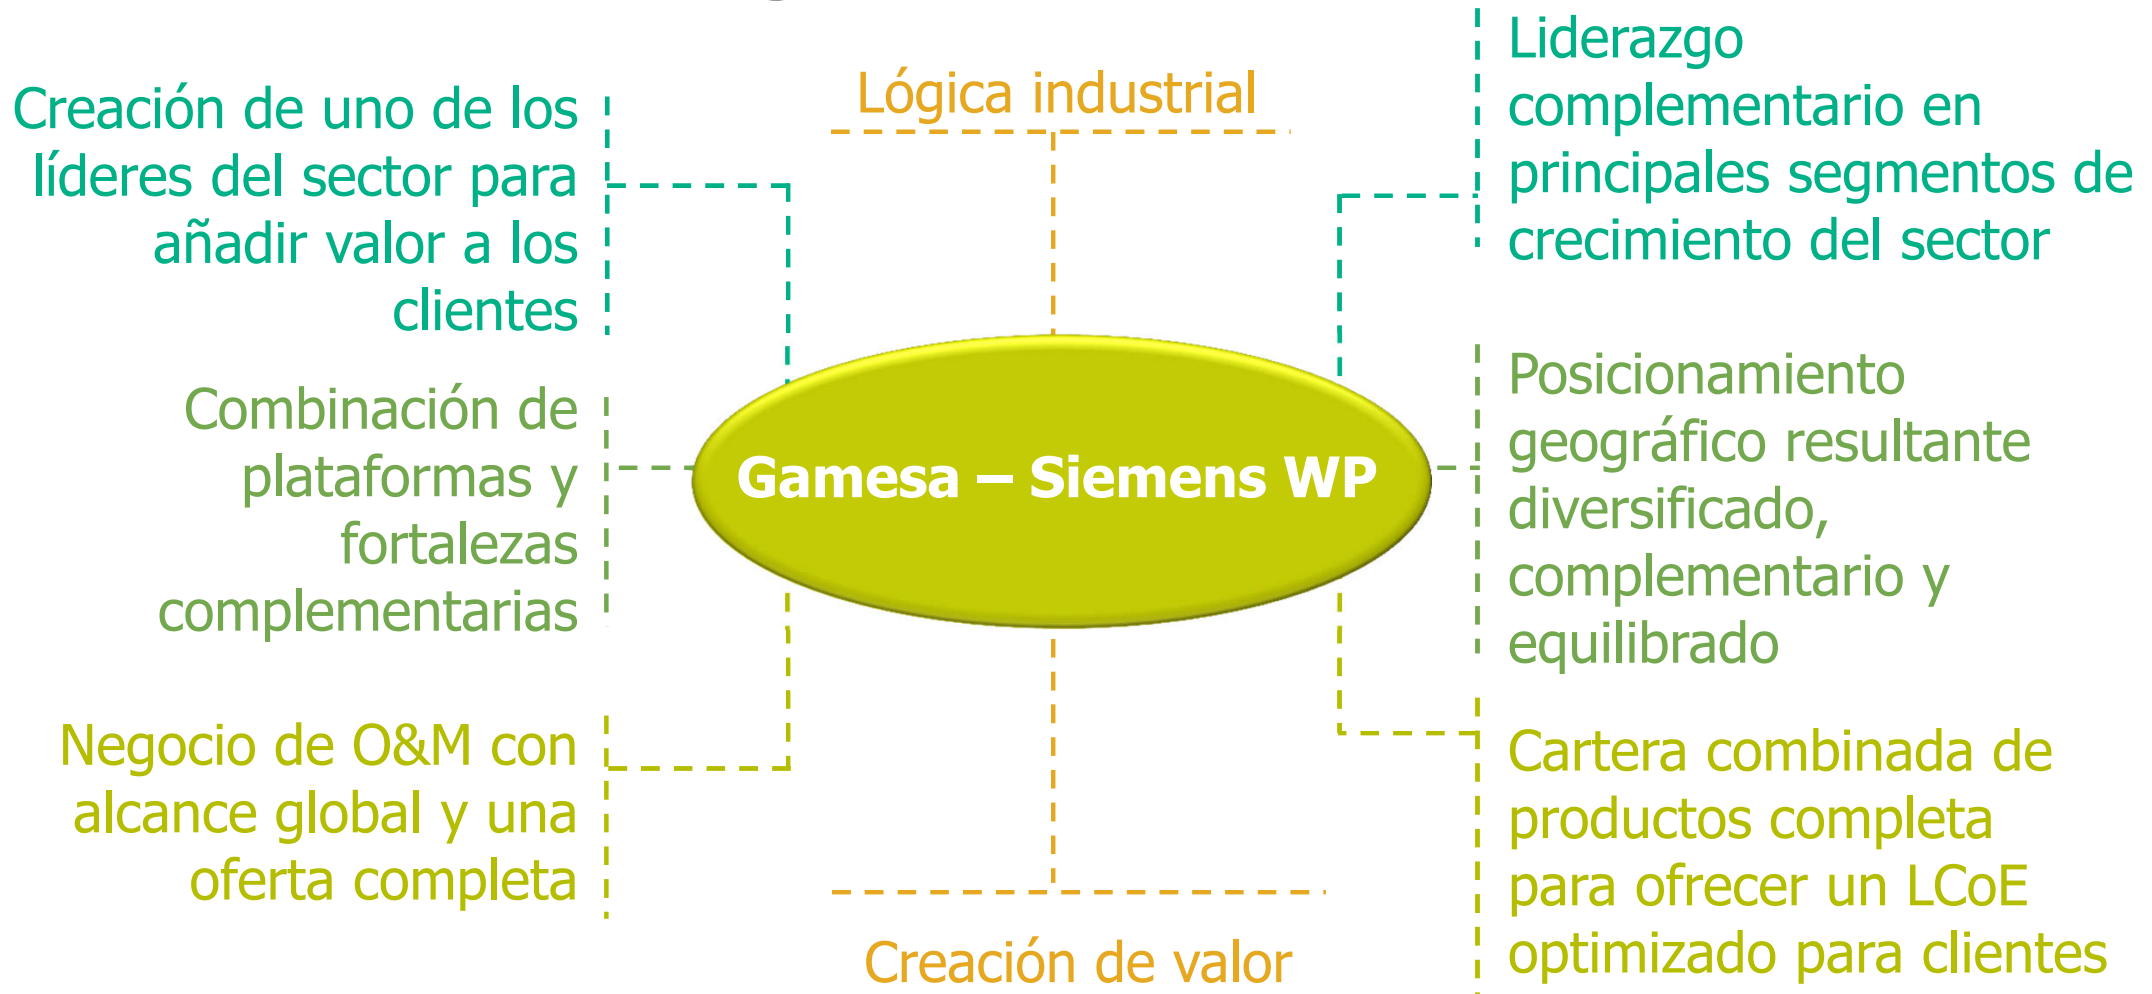 Lógica industrial
Creación de uno de los
líderes del sector para
añadir valor a los
clientes
Liderazgo
complementario en
principales segmentos de
crecimiento del sector
Combinación de
plataformas y
fortalezas
complementarias
Gamesa – Siemens WP
Posicionamiento
geográfico resultante
diversificado,
complementario y
equilibrado
Negocio de O&M con
alcance global y una
oferta completa
Cartera combinada de
productos completa
para ofrecer un LCoE
optimizado para clientes
Creación de valor